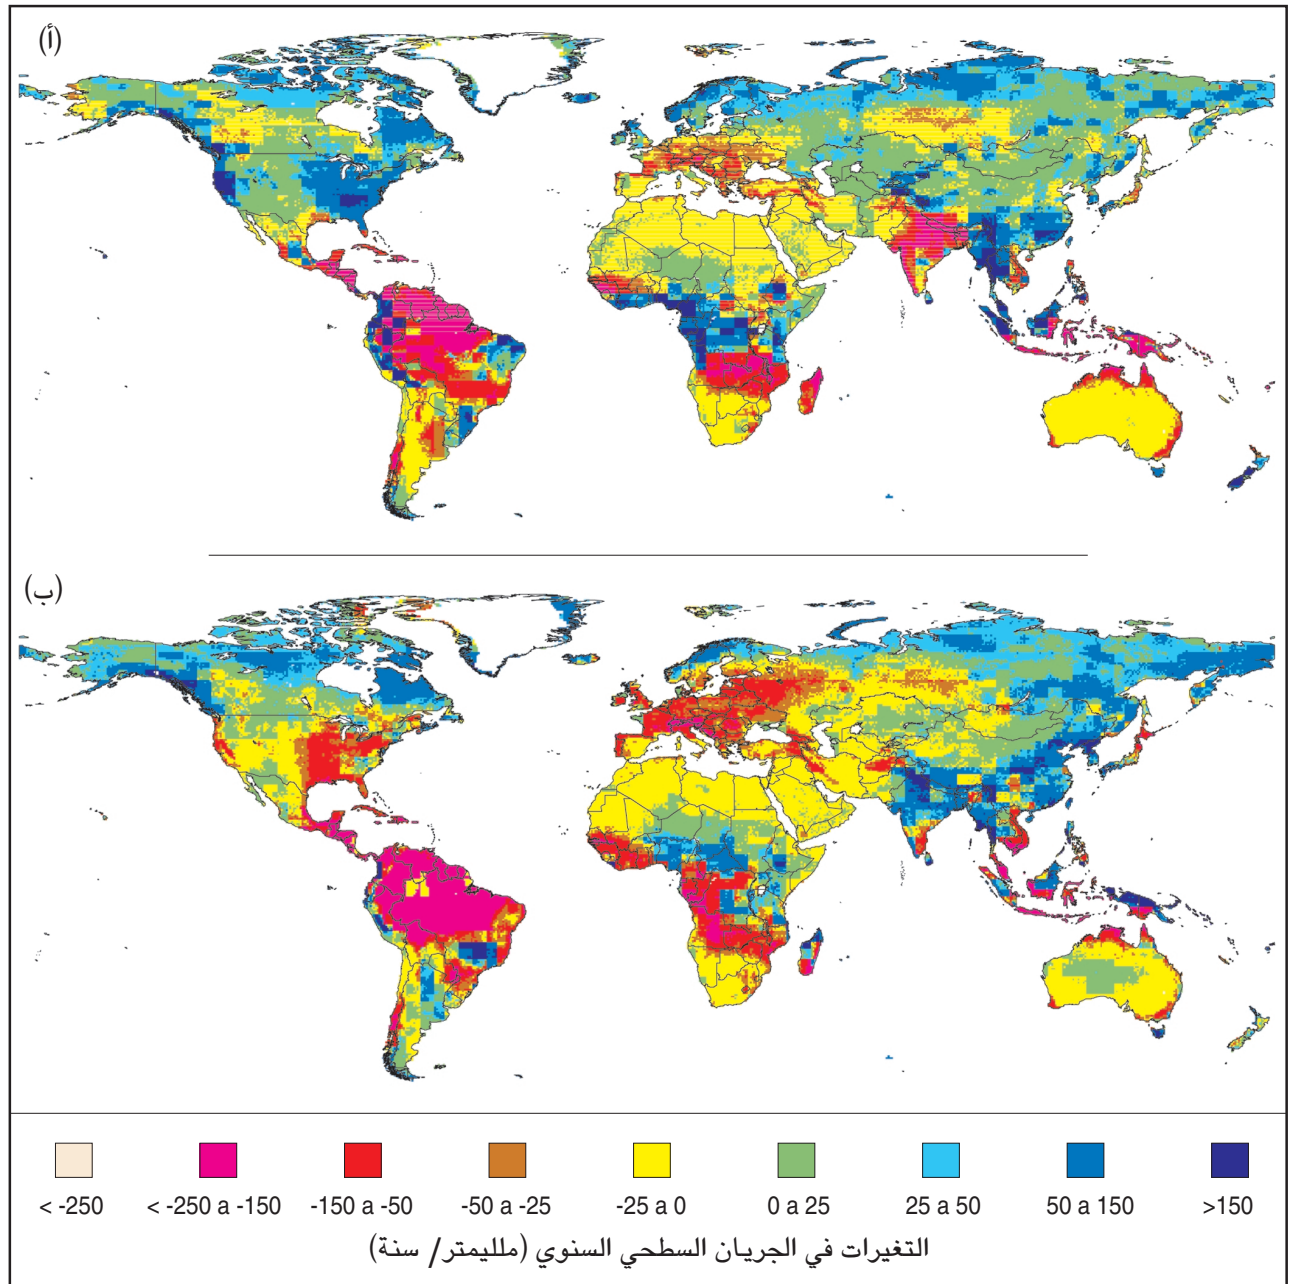 (أ)
(ب)
< -250
< -250 a -150
-150 a -50
-50 a -25
-25 a 0
0 a 25
25 a 50
50 a 150
>150
التغيرات في الجريان السطحي السنوي (ملليمتر/ سنة)